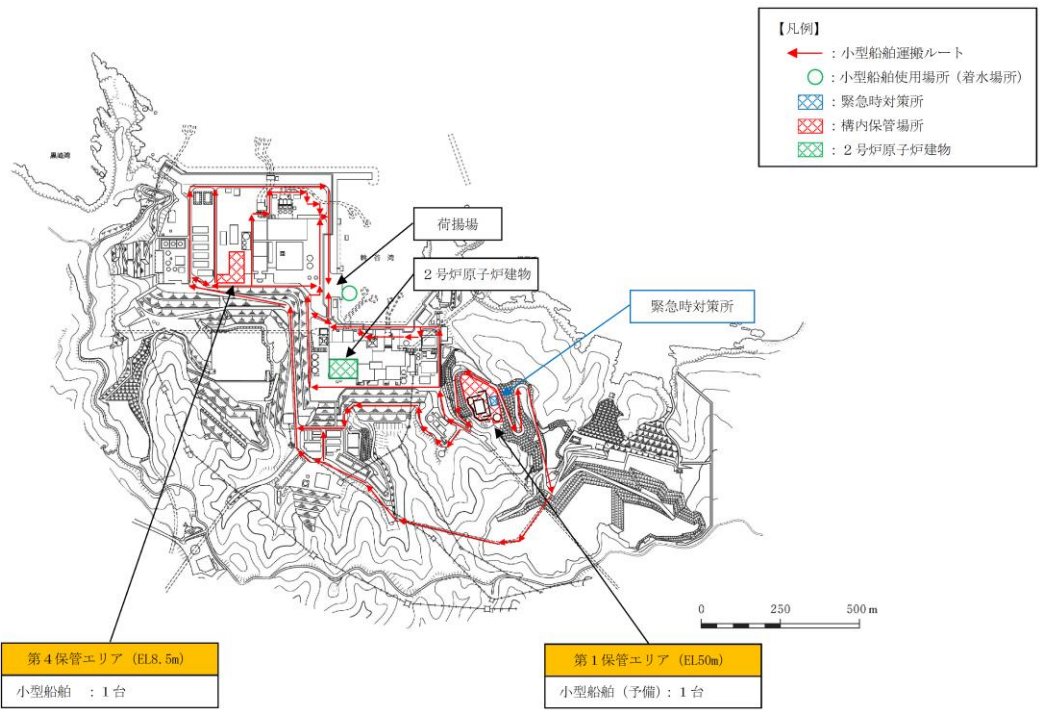 【凡例】
：小型船舶運搬ルート
：小型船舶使用場所（着水場所）
：緊急時対策所
：構内保管場所
：２号炉原子炉建物
荷揚場
２号炉原子炉建物
緊急時対策所
0 250 500 m
第４保管エリア（EL8.5m）
小型船舶 ：１台
第１保管エリア（EL50m）
小型船舶（予備）：１台